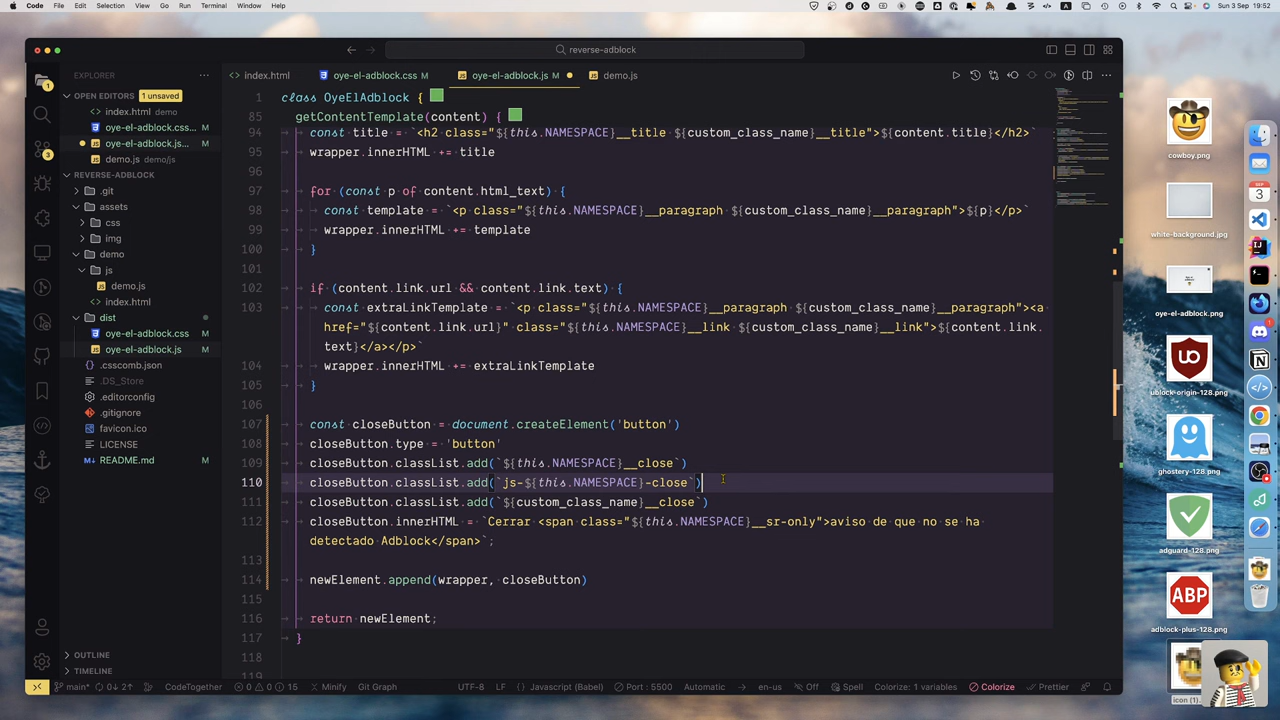 Code File Edit Selection View Go Run Terminal Window Help
Sun 3 Sep 19:52
reverse-adblock
EXPLORER
index.html
oye-el-adblock.css M
oye-el-adblock.js M
demo.js
OPEN EDITORS 1 unsaved
index.html demo
oye-el-adblock.css... M
oye-el-adblock.js... M
demo.js demo/js
REVERSE-ADBLOCK
.git
assets
css
img
demo
js
demo.js
index.html
dist
oye-el-adblock.css M
oye-el-adblock.js M
.csscomb.json
.DS_Store
.editorconfig
.gitignore
favicon.ico
LICENSE
README.md M
OUTLINE
TIMELINE
1 class OyeElAdblock {
85 getContentTemplate(content) {
94 const title = `<h2 class="${this.NAMESPACE}__title ${custom_class_name}__title">${content.title}</h2>`
95 wrapper.innerHTML += title
96
97 for (const p of content.html_text) {
98 const template = `<p class="${this.NAMESPACE}__paragraph ${custom_class_name}__paragraph">${p}</p>`
99 wrapper.innerHTML += template
100 }
101
102 if (content.link.url && content.link.text) {
103 const extraLinkTemplate = `<p class="${this.NAMESPACE}__paragraph ${custom_class_name}__paragraph"><a
href="${content.link.url}" class="${this.NAMESPACE}__link ${custom_class_name}__link">${content.link.
text}</a></p>`
104 wrapper.innerHTML += extraLinkTemplate
105 }
106
107 const closeButton = document.createElement('button')
108 closeButton.type = 'button'
109 closeButton.classList.add(`${this.NAMESPACE}__close`)
110 closeButton.classList.add(`js-${this.NAMESPACE}-close`)
111 closeButton.classList.add(`${custom_class_name}__close`)
112 closeButton.innerHTML = `Cerrar <span class="${this.NAMESPACE}__sr-only">aviso de que no se ha
detectado Adblock</span>`;
113
114 newElement.append(wrapper, closeButton)
116 return newElement;
117 }
118
main* 0↓ 2↑ CodeTogether 0 0 15 Minify Git Graph UTF-8 LF Javascript (Babel) Port : 5500 Automatic en-us Off Spell Colorize: 1 variables Colorize Prettier
cowboy.png
white-background.jpg
oye-el-adblock.png
ublock-origin-128.png
ghostery-128.png
adguard-128.png
ABP
adblock-plus-128.png
icon (1)